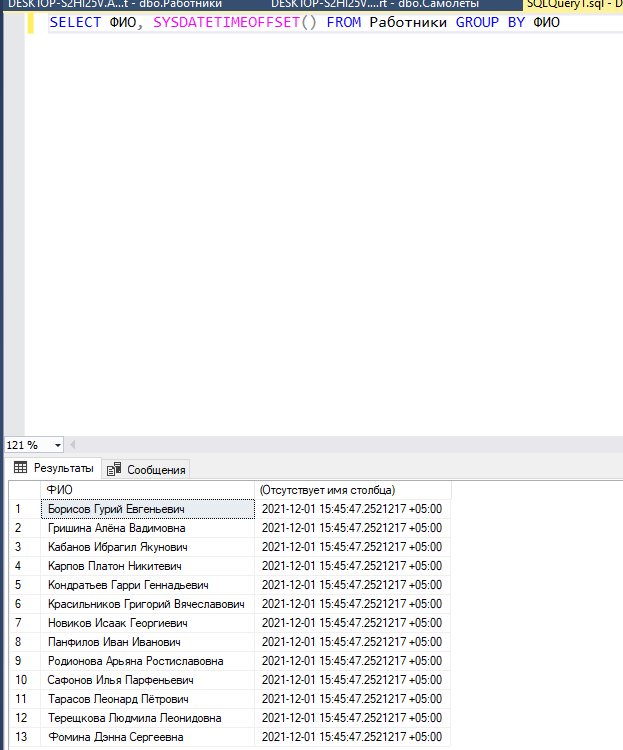 DESKTOP-S2HI25V.A...t - dbo.Работники DESKTOP-S2HI25V....rt - dbo.Самолеты SQLQuery1.sql - D
SELECT ФИО, SYSDATETIMEOFFSET() FROM Работники GROUP BY ФИО
121 %
Результаты Сообщения
ФИО (Отсутствует имя столбца)
1 Борисов Гурий Евгеньевич 2021-12-01 15:45:47.2521217 +05:00
2 Гришина Алёна Вадимовна 2021-12-01 15:45:47.2521217 +05:00
3 Кабанов Ибрагил Якунович 2021-12-01 15:45:47.2521217 +05:00
4 Карпов Платон Никитевич 2021-12-01 15:45:47.2521217 +05:00
5 Кондратьев Гарри Геннадьевич 2021-12-01 15:45:47.2521217 +05:00
6 Красильников Григорий Вячеславович 2021-12-01 15:45:47.2521217 +05:00
7 Новиков Исаак Георгиевич 2021-12-01 15:45:47.2521217 +05:00
8 Панфилов Иван Иванович 2021-12-01 15:45:47.2521217 +05:00
9 Родионова Арьяна Ростиславовна 2021-12-01 15:45:47.2521217 +05:00
10 Сафонов Илья Парфеньевич 2021-12-01 15:45:47.2521217 +05:00
11 Тарасов Леонард Пётрович 2021-12-01 15:45:47.2521217 +05:00
12 Терещкова Людмила Леонидовна 2021-12-01 15:45:47.2521217 +05:00
13 Фомина Дэнна Сергеевна 2021-12-01 15:45:47.2521217 +05:00